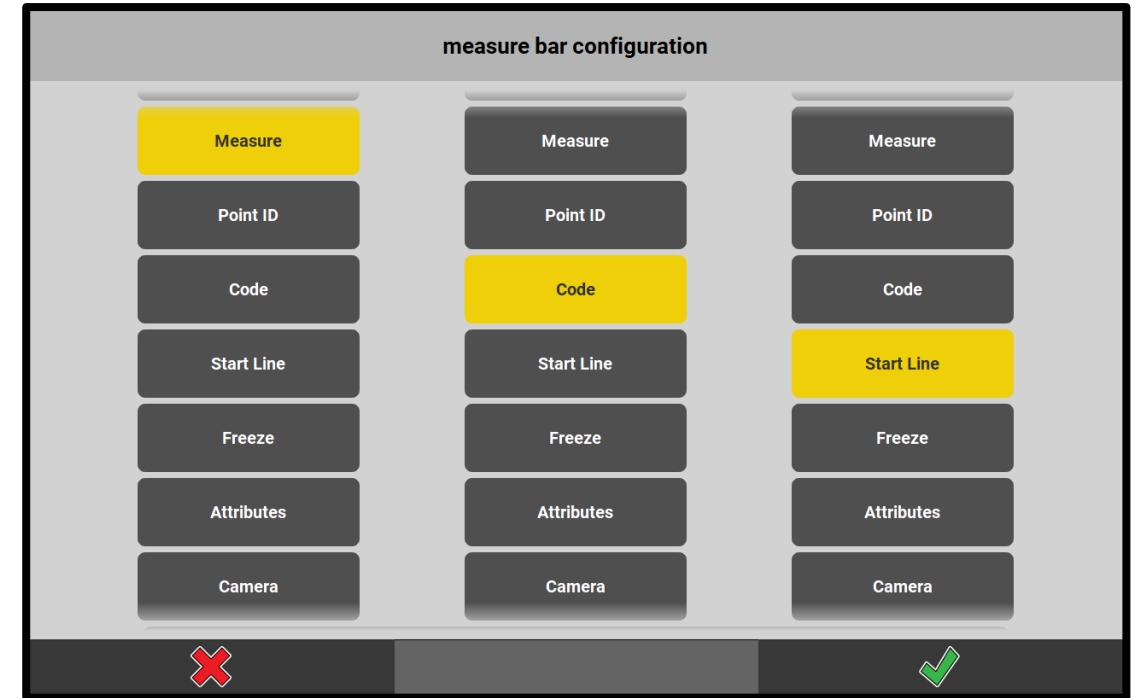 measure bar configuration
Measure Measure Measure
Point ID Point ID Point ID
Code Code Code
Start Line Start Line Start Line
Freeze Freeze Freeze
Attributes Attributes Attributes
Camera Camera Camera